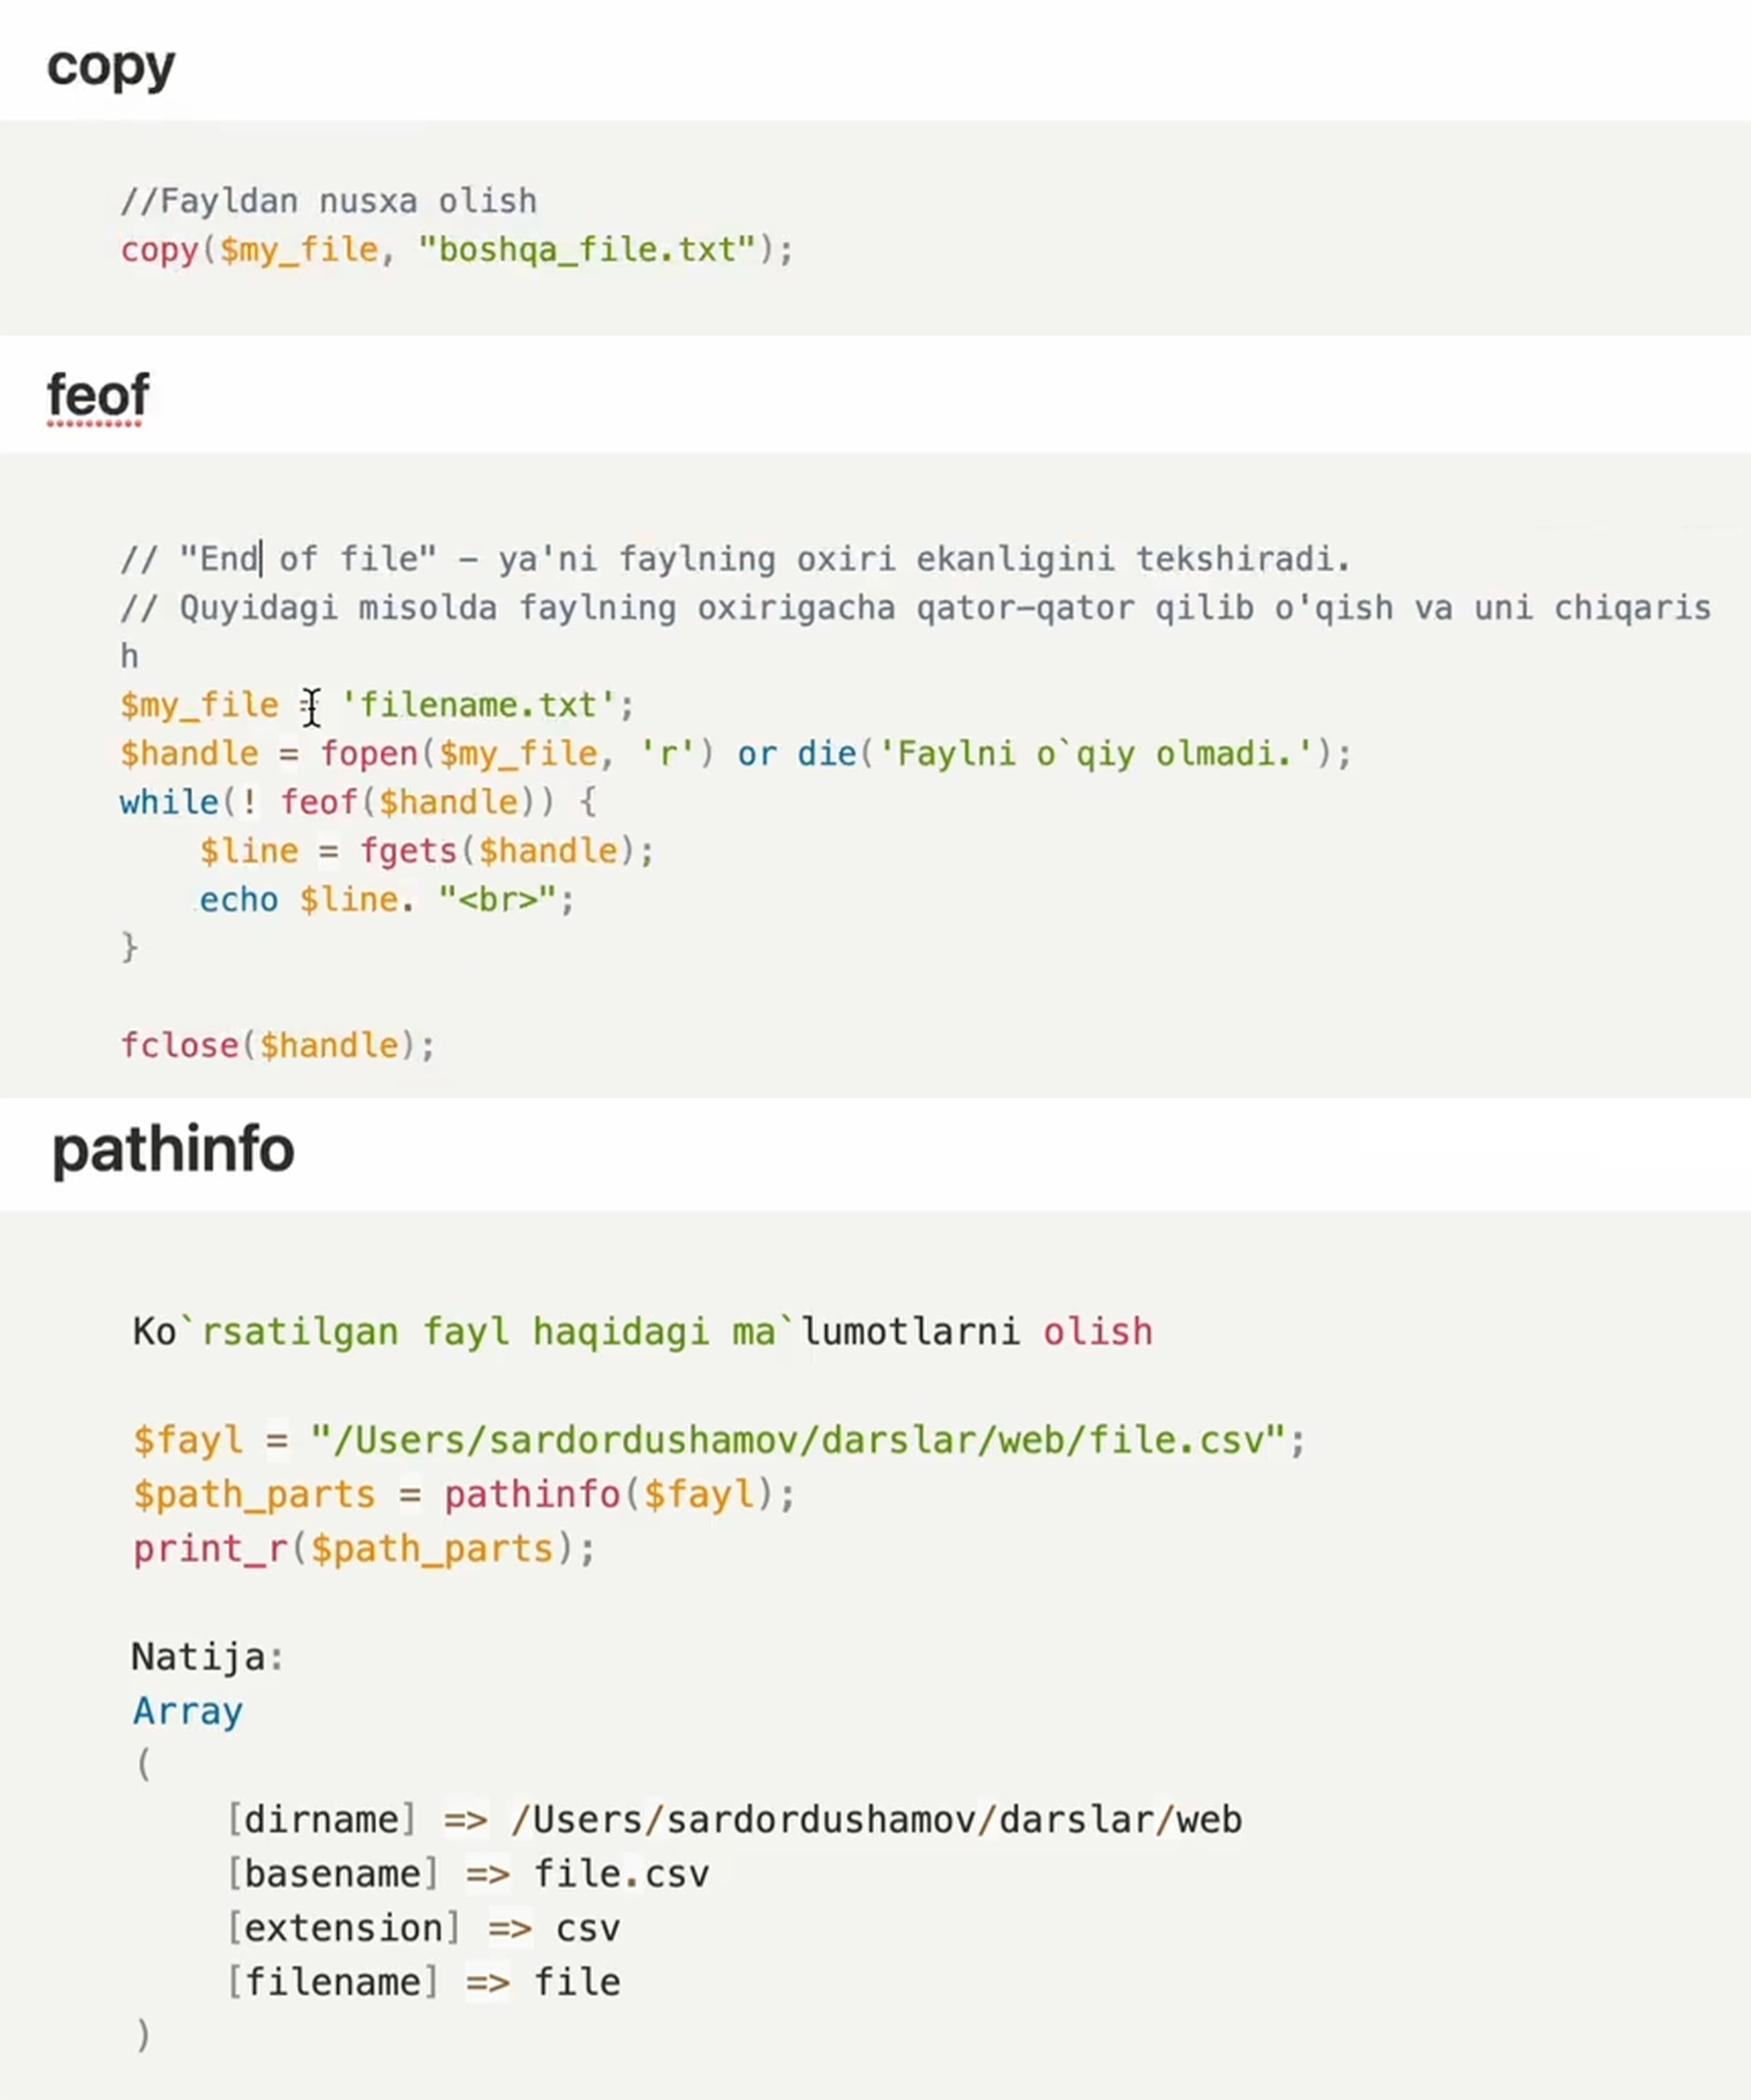 copy
//Fayldan nusxa olish
copy($my_file, "boshqa_file.txt");
feof
// "End of file" – ya'ni faylning oxiri ekanligini tekshiradi.
// Quyidagi misolda faylning oxirigacha qator–qator qilib o'qish va uni chiqaris
h
$my_file = 'filename.txt';
$handle = fopen($my_file, 'r') or die('Faylni o`qiy olmadi.');
while(! feof($handle)) {
    $line = fgets($handle);
    echo $line. "<br>";
}
fclose($handle);
pathinfo
Ko`rsatilgan fayl haqidagi ma`lumotlarni olish
$fayl = "/Users/sardordushamov/darslar/web/file.csv";
$path_parts = pathinfo($fayl);
print_r($path_parts);
Natija:
Array
(
    [dirname] => /Users/sardordushamov/darslar/web
    [basename] => file.csv
    [extension] => csv
    [filename] => file
)